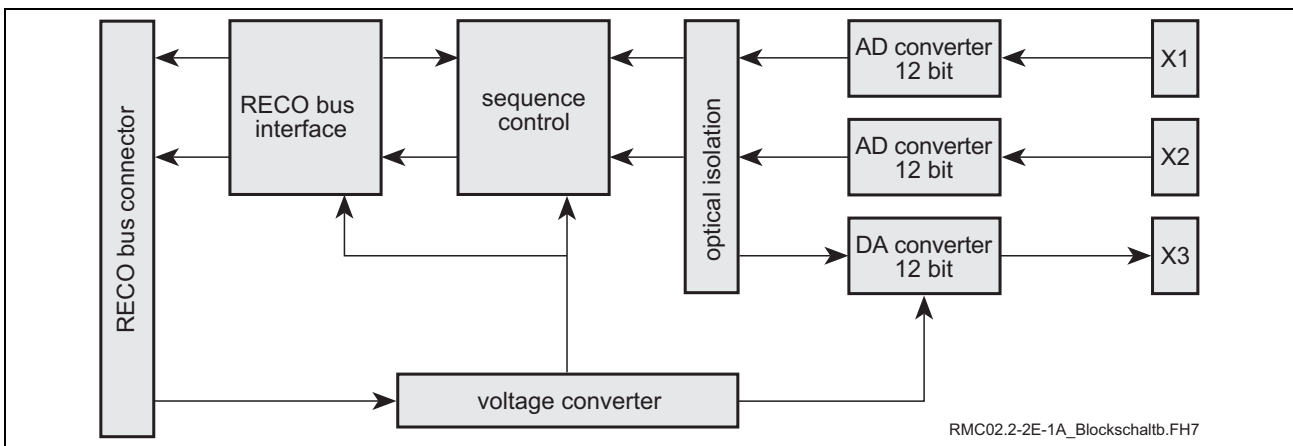 RECO bus connector
RECO bus
interface
sequence
control
optical isolation
AD converter
12 bit
X1
AD converter
12 bit
X2
DA converter
12 bit
X3
voltage converter
RMC02.2-2E-1A_Blockschaltb.FH7